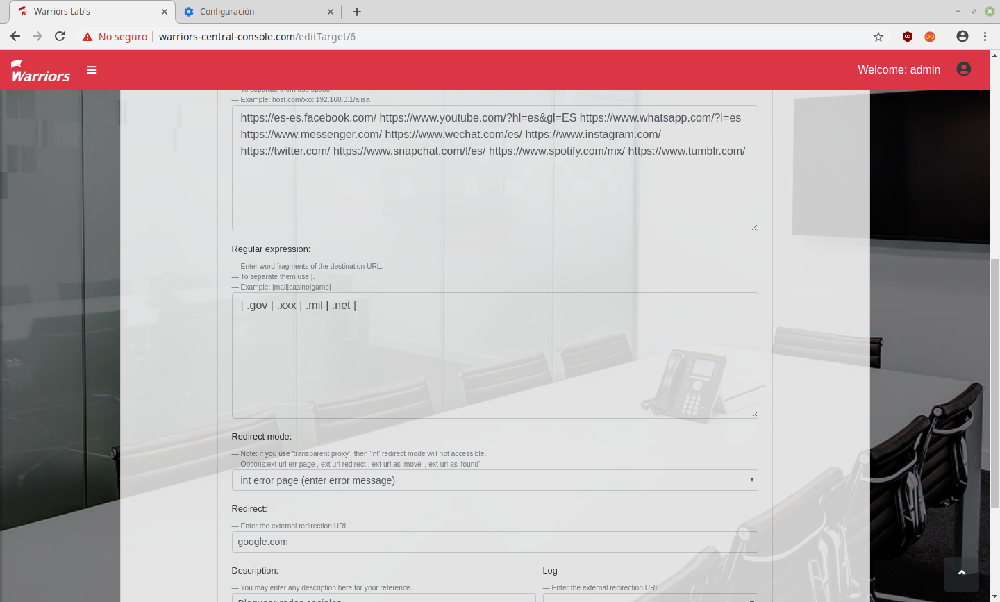 Warriors Lab's
Configuración
No seguro
warriors-central-console.com/editTarget/6
Warriors
Welcome: admin
— To separate them use space.
— Example: host.com/xxx 192.168.0.1/alisa
https://es-es.facebook.com/ https://www.youtube.com/?hl=es&gl=ES https://www.whatsapp.com/?l=es
https://www.messenger.com/ https://www.wechat.com/es/ https://www.instagram.com/
https://twitter.com/ https://www.snapchat.com/l/es/ https://www.spotify.com/mx/ https://www.tumblr.com/
Regular expression:
— Enter word fragments of the destination URL.
— To separate them use |.
— Example: |mail|casino|game|
| .gov | .xxx | .mil | .net |
Redirect mode:
— Note: if you use 'transparent proxy', then 'int' redirect mode will not accessible.
— Options:ext url err page , ext url redirect , ext url as 'move' , ext url as 'found'.
int error page (enter error message)
Redirect:
— Enter the external redirection URL.
google.com
Description:
— You may enter any description here for your reference..
Bloquear redes sociales
Log
— Enter the external redirection URL